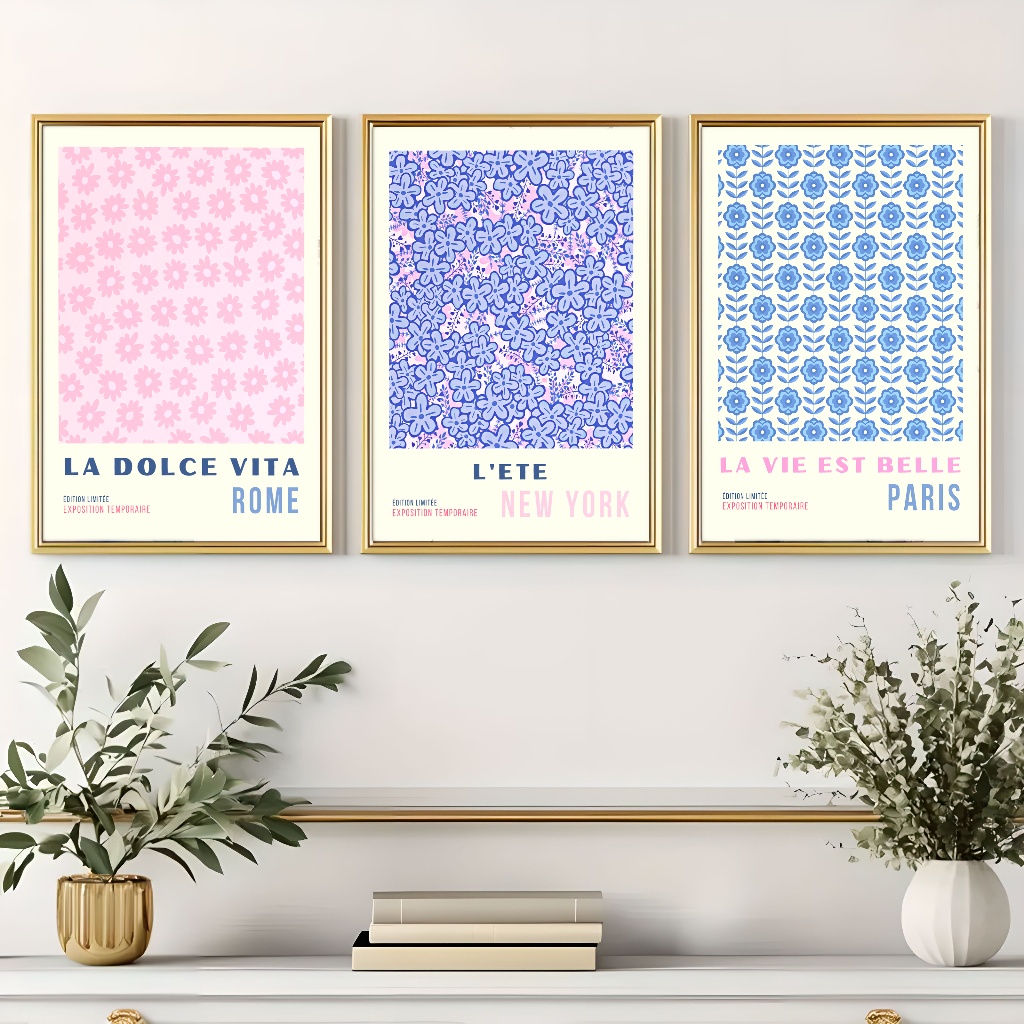 LA DOLCE VITA
EDITION LIMITÉE
EXPOSITION TEMPORAIRE
ROME
L'ETE
EDITION LIMITÉE
EXPOSITION TEMPORAIRE
NEW YORK
LA VIE EST BELLE
EDITION LIMITÉE
EXPOSITION TEMPORAIRE
PARIS